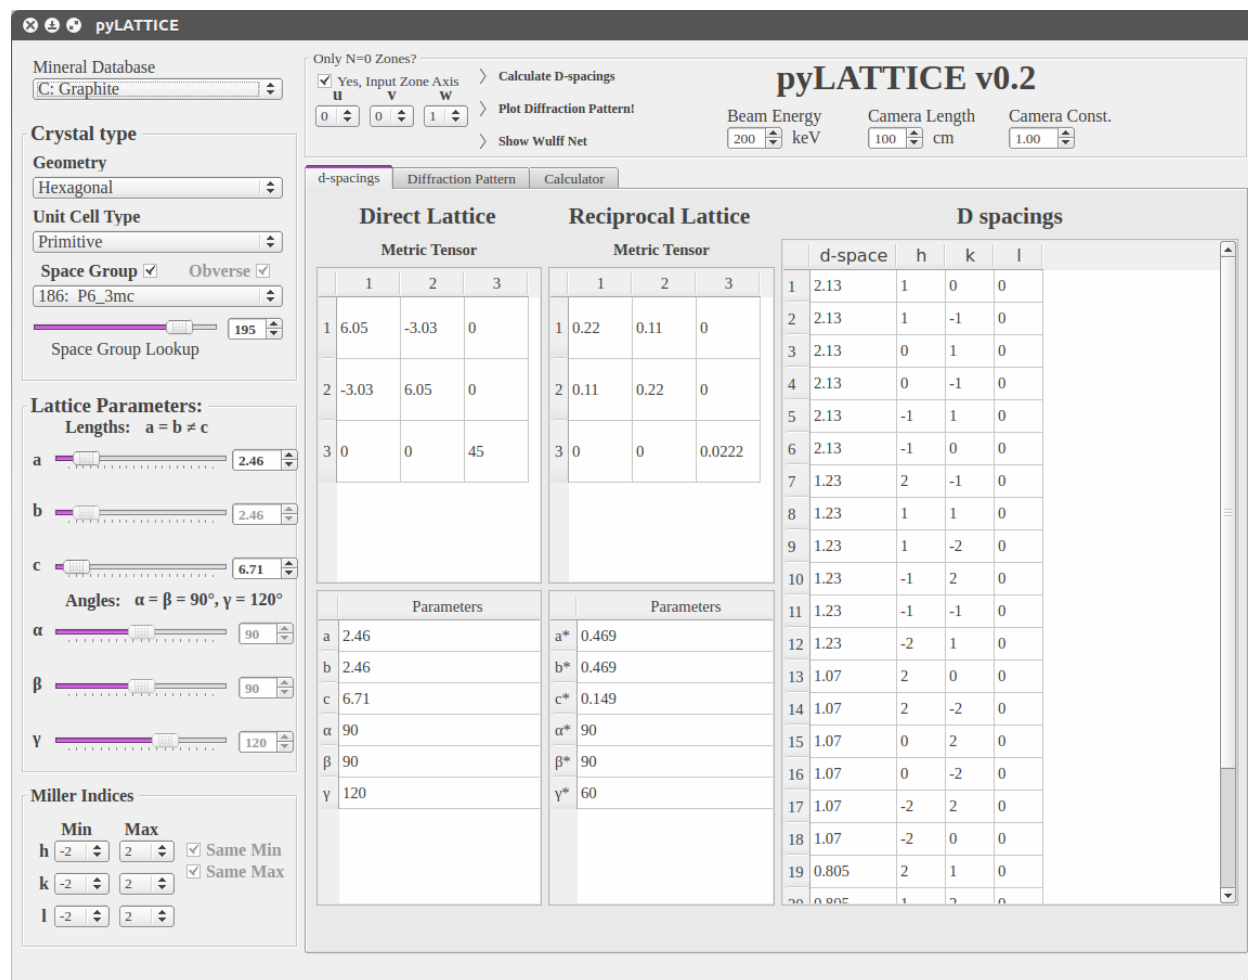 pyLATTICE
Mineral Database
C: Graphite
Crystal type
Geometry
Hexagonal
Unit Cell Type
Primitive
Space Group Obverse
186: P6_3mc
195
Space Group Lookup
Lattice Parameters:
Lengths: a = b ≠ c
a 2.46
b 2.46
c 6.71
Angles: α = β = 90°, γ = 120°
α 90
β 90
γ 120
Miller Indices
Min Max
h -2 2 Same Min
Same Max
k -2 2
l -2 2
Only N=0 Zones?
Yes, Input Zone Axis
u v w
0 0 1
Calculate D-spacings
Plot Diffraction Pattern!
Show Wulff Net
pyLATTICE v0.2
Beam Energy Camera Length Camera Const.
200 keV 100 cm 1.00
d-spacings Diffraction Pattern Calculator
Direct Lattice
Metric Tensor
1 2 3
1 6.05 -3.03 0
2 -3.03 6.05 0
3 0 0 45
Parameters
a 2.46
b 2.46
c 6.71
α 90
β 90
γ 120
Reciprocal Lattice
Metric Tensor
1 2 3
1 0.22 0.11 0
2 0.11 0.22 0
3 0 0 0.0222
Parameters
a* 0.469
b* 0.469
c* 0.149
α* 90
β* 90
γ* 60
D spacings
d-space h k l
1 2.13 1 0 0
2 2.13 1 -1 0
3 2.13 0 1 0
4 2.13 0 -1 0
5 2.13 -1 1 0
6 2.13 -1 0 0
7 1.23 2 -1 0
8 1.23 1 1 0
9 1.23 1 -2 0
10 1.23 -1 2 0
11 1.23 -1 -1 0
12 1.23 -2 1 0
13 1.07 2 0 0
14 1.07 2 -2 0
15 1.07 0 2 0
16 1.07 0 -2 0
17 1.07 -2 2 0
18 1.07 -2 0 0
19 0.805 2 1 0
20 0.805 1 2 0